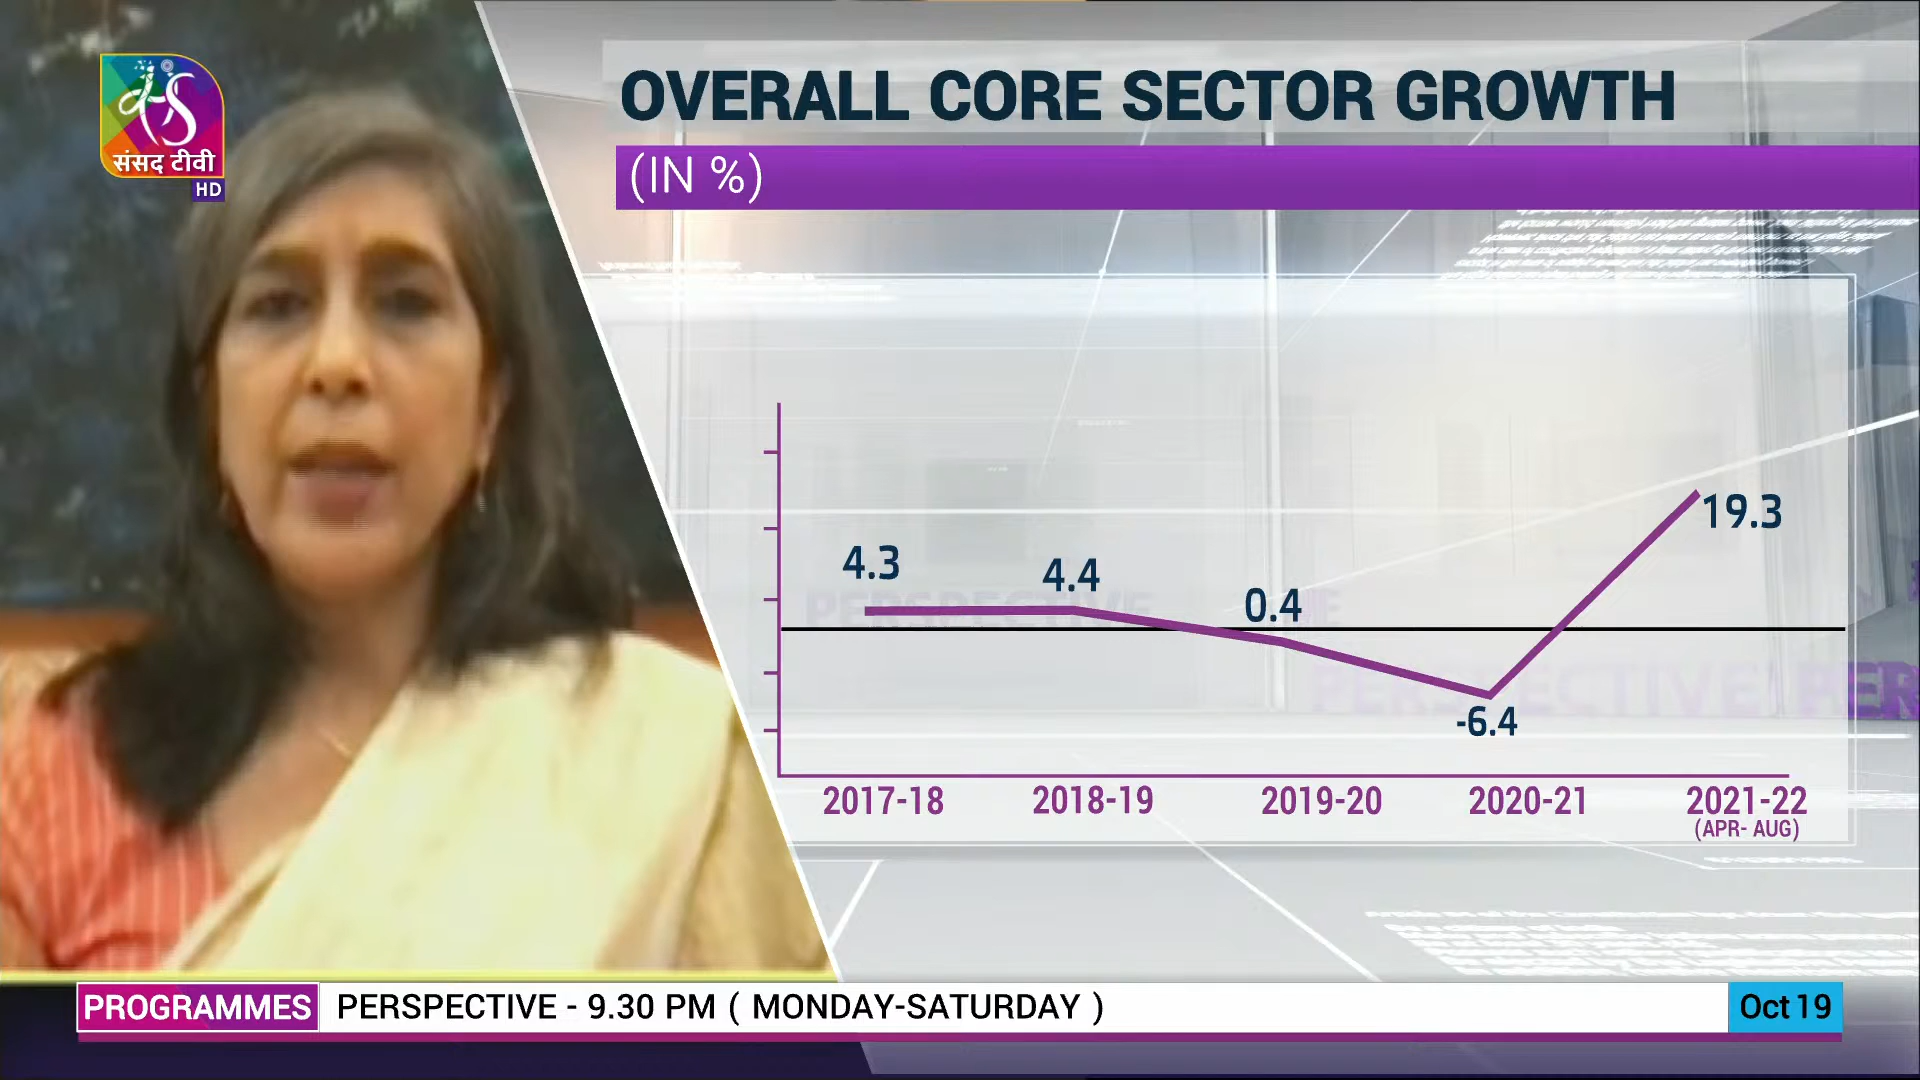 संसद टीवी
HD
OVERALL CORE SECTOR GROWTH
(IN %)
4.3
4.4
0.4
-6.4
19.3
PERSPECTIVE
PERSPECTIVE
2017-18
2018-19
2019-20
2020-21
2021-22
(APR- AUG)
PROGRAMMES
PERSPECTIVE - 9.30 PM ( MONDAY-SATURDAY )
Oct 19